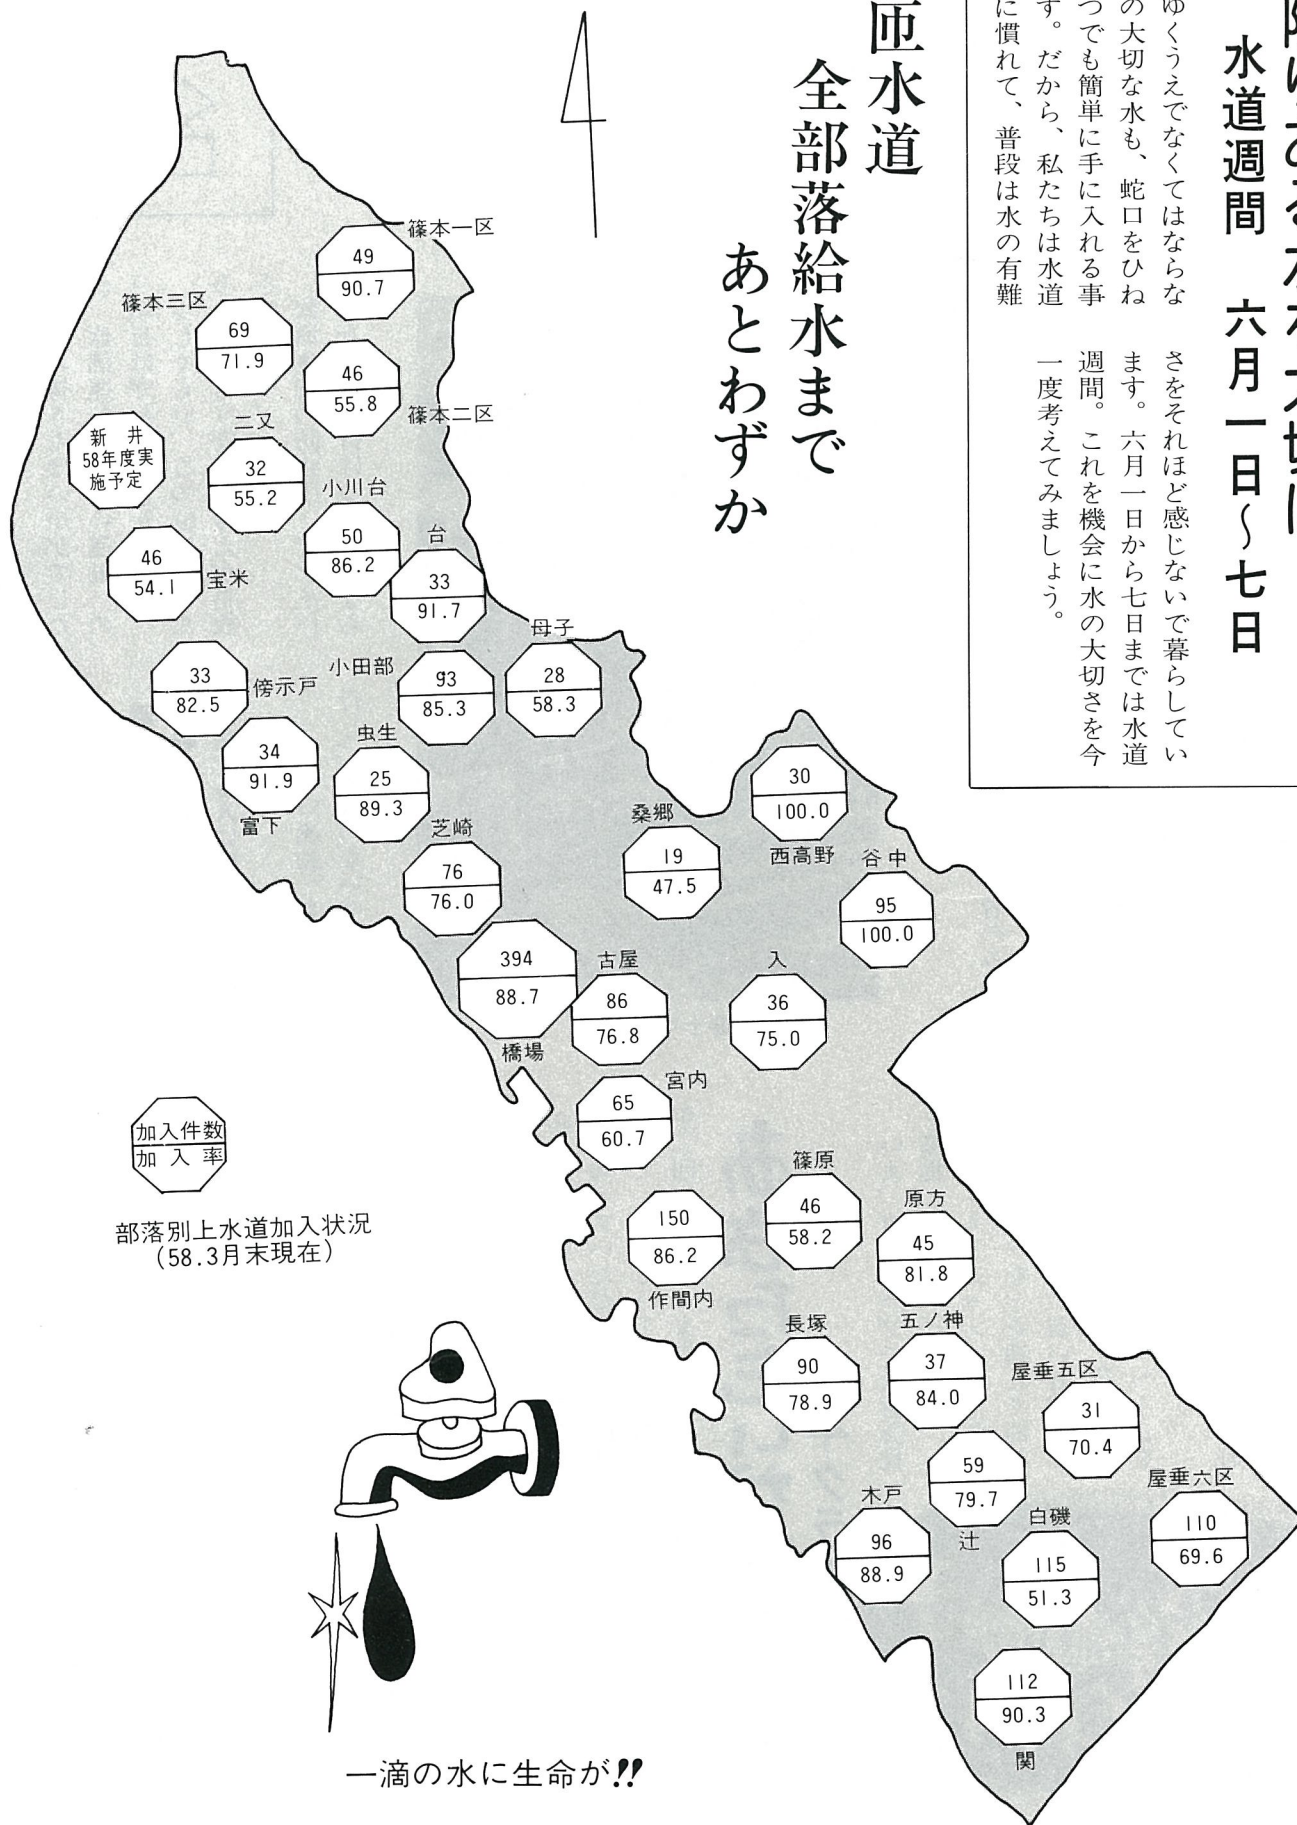 水道週間　六月一日～七日
ゆくうえでなくてはならな
の大切な水も、蛇口をひね
つでも簡単に手に入れる事
す。だから、私たちは水道
に慣れて、普段は水の有難
さをそれほど感じないで暮らしてい
ます。六月一日から七日までは水道
週間。これを機会に水の大切さを今
一度考えてみましょう。
匝水道
全部落給水まで
あとわずか
篠本一区
49
90.7
篠本三区
69
71.9
46
55.8
篠本二区
新井
58年度実
施予定
二又
32
55.2
小川台
50
86.2
台
33
91.7
46
54.1
宝米
母子
28
58.3
小田部
93
85.3
33
82.5
傍示戸
34
91.9
富下
虫生
25
89.3
芝崎
76
76.0
桑郷
19
47.5
30
100.0
西高野
谷中
95
100.0
394
88.7
橋場
古屋
86
76.8
入
36
75.0
宮内
65
60.7
加入件数
加入率
部落別上水道加入状況
(58.3月末現在)
150
86.2
作間内
篠原
46
58.2
原方
45
81.8
長塚
90
78.9
五ノ神
37
84.0
屋垂五区
31
70.4
59
79.7
辻
屋垂六区
110
69.6
木戸
96
88.9
白磯
115
51.3
112
90.3
関
一滴の水に生命が!!